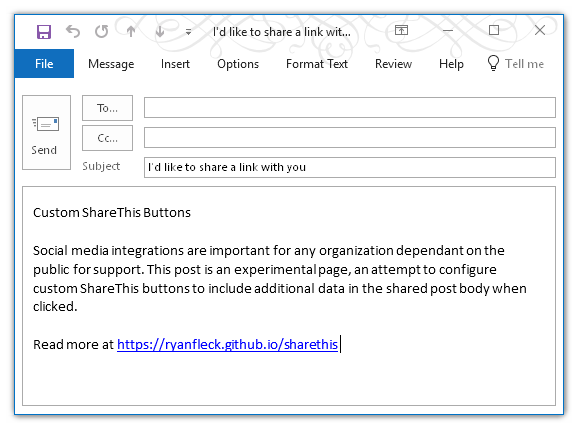 I'd like to share a link wit...
File Message Insert Options Format Text Review Help Tell me
To...
Cc...
Send
Subject I'd like to share a link with you
Custom ShareThis Buttons
Social media integrations are important for any organization dependant on the
public for support. This post is an experimental page, an attempt to configure
custom ShareThis buttons to include additional data in the shared post body when
clicked.
Read more at https://ryanfleck.github.io/sharethis